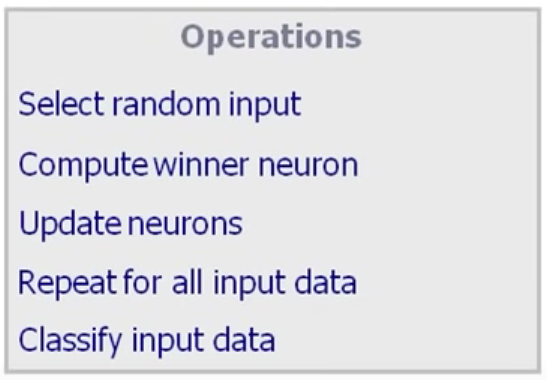 Operations
Select random input
Compute winner neuron
Update neurons
Repeat for all input data
Classify input data